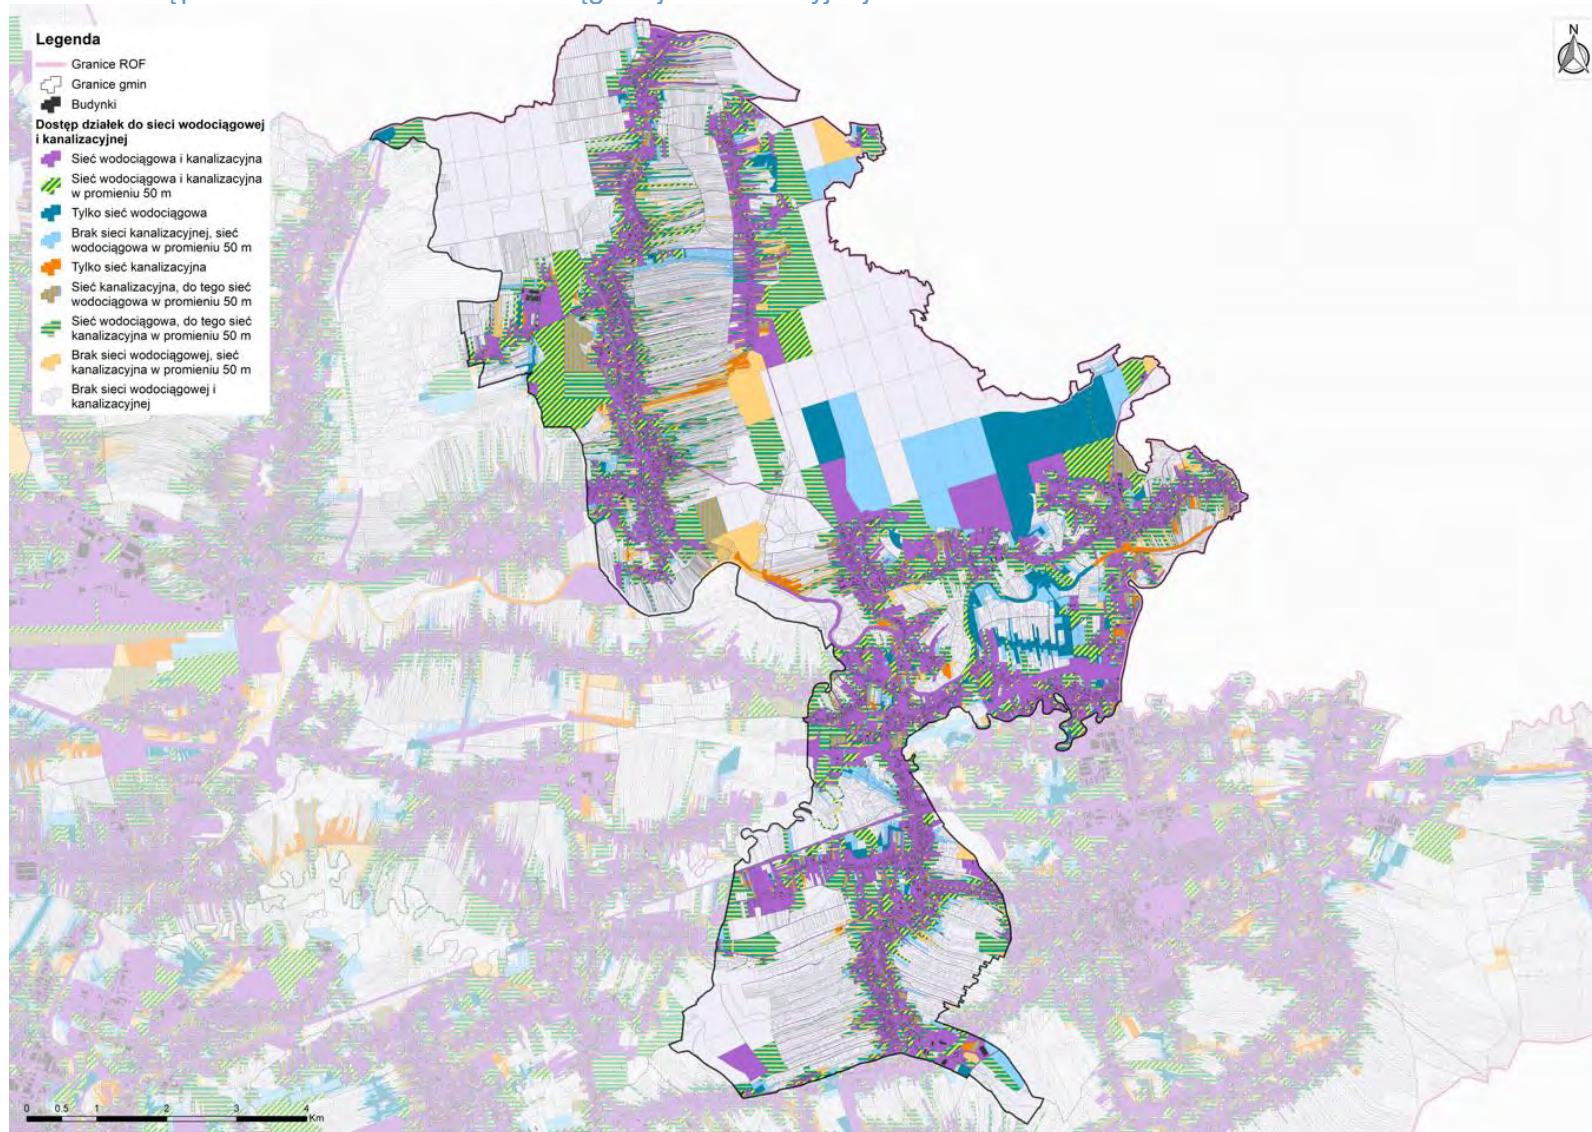 Legenda
Granice ROF
Granice gmin
Budynki
Dostęp działek do sieci wodociągowej
i kanalizacyjnej
Sieć wodociągowa i kanalizacyjna
Sieć wodociągowa i kanalizacyjna
w promieniu 50 m
Tylko sieć wodociągowa
Brak sieci kanalizacyjnej, sieć
wodociągowa w promieniu 50 m
Tylko sieć kanalizacyjna
Sieć kanalizacyjna, do tego sieć
wodociągowa w promieniu 50 m
Sieć wodociągowa, do tego sieć
kanalizacyjna w promieniu 50 m
Brak sieci wodociągowej, sieć
kanalizacyjna w promieniu 50 m
Brak sieci wodociągowej i
kanalizacyjnej
N
0 0.5 1 2 3 4
Km